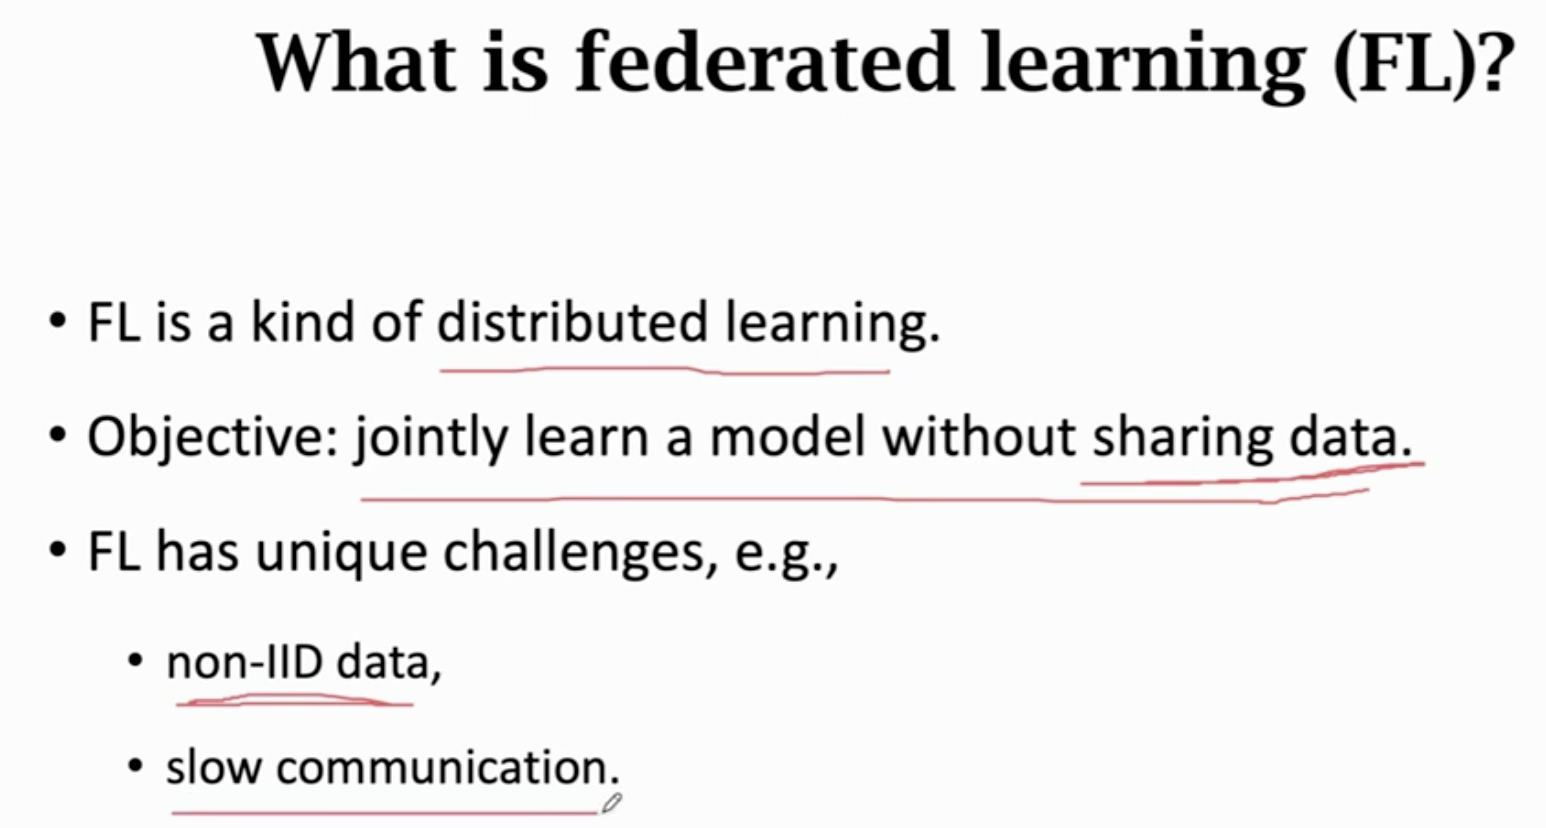 What is federated learning (FL)?
• FL is a kind of distributed learning.
• Objective: jointly learn a model without sharing data.
• FL has unique challenges, e.g.,
• non-IID data,
• slow communication.